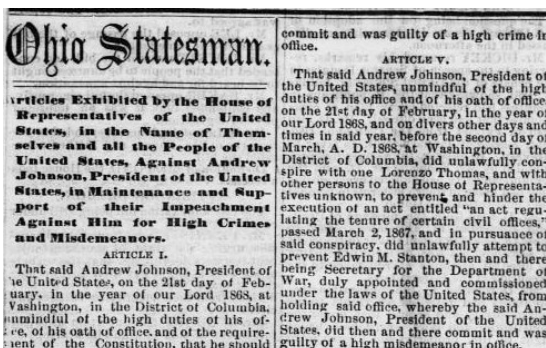 Ohio Statesman.
rticles Exhibited by the House of
Representatives of the United
States, in the Name of Them-
selves and all the People of the
United States, Against Andrew
Johnson, President of the United
States, in Maintenance and Sup-
port of their Impeachment
Against Him for High Crimes
and Misdemeanors.
ARTICLE I.
That said Andrew Johnson, President of
he United States, on the 21st day of Feb-
uary, in the year of our Lord 1868, at
Washington, in the District of Columbia,
unmindful of the high duties of his of-
ce, of his oath of office, and of the require-
ment of the Constitution, that he should
commit and was guilty of a high crime in
office.
ARTICLE V.
That said Andrew Johnson, President of
the United States, unmindful of the high
duties of his office and of his oath of office,
on the 21st day of February, in the year of
our Lord 1868, and on divers other days and
times in said year, before the second day of
March, A. D. 1868, at Washington, in the
District of Columbia, did unlawfully con-
spire with one Lorenzo Thomas, and with
other persons to the House of Representa-
tives unknown, to prevent and hinder the
execution of an act entitled "an act regu-
lating the tenure of certain civil offices,"
passed March 2, 1867, and in pursuance of
said conspiracy, did unlawfully attempt to
prevent Edwin M. Stanton, then and there
being Secretary for the Department of
War, duly appointed and commissioned
under the laws of the United States, from
holding said office, whereby the said An-
drew Johnson, President of the United
States, did then and there commit and was
guilty of a high misdemeanor in office.